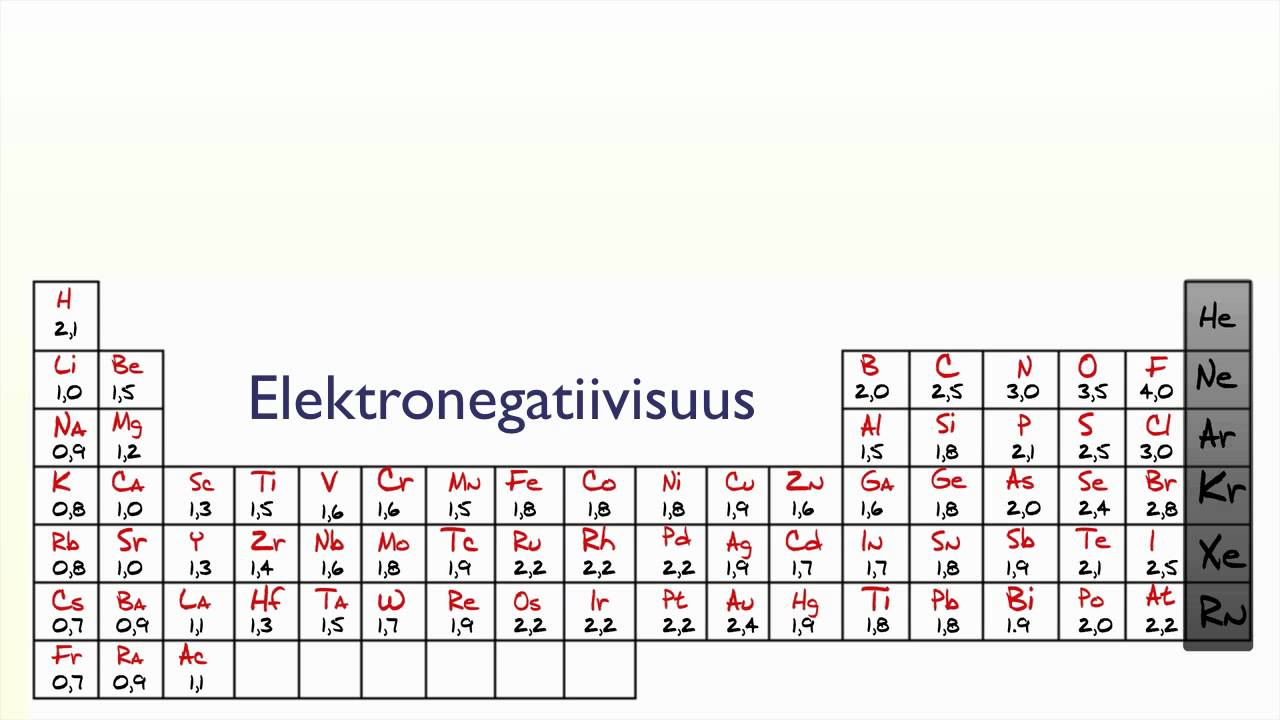 H He
2,1
Li Be B C N O F Ne
1,0 1,5 2,0 2,5 3,0 3,5 4,0
Elektronegatiivisuus
NA Mg Al Si P S Cl Ar
0,9 1,2 1,5 1,8 2,1 2,5 3,0
K CA Sc Ti V Cr MN Fe Co Ni Cu ZN GA Ge As Se Br Kr
0,8 1,0 1,3 1,5 1,6 1,6 1,5 1,8 1,8 1,8 1,9 1,6 1,6 1,8 2,0 2,4 2,8
Rb Sr Y Zr Nb Mo Tc Ru Rh Pd Ag Cd IN SN Sb Te I Xe
0,8 1,0 1,3 1,4 1,6 1,8 1,9 2,2 2,2 2,2 1,9 1,7 1,7 1,8 1,9 2,1 2,5
Cs BA LA Hf TA W Re Os Ir Pt Au Hg Ti Pb Bi Po At RN
0,7 0,9 1,1 1,3 1,5 1,7 1,9 2,2 2,2 2,2 2,4 1,9 1,8 1,8 1.9 2,0 2,2
Fr RA Ac
0,7 0,9 1,1